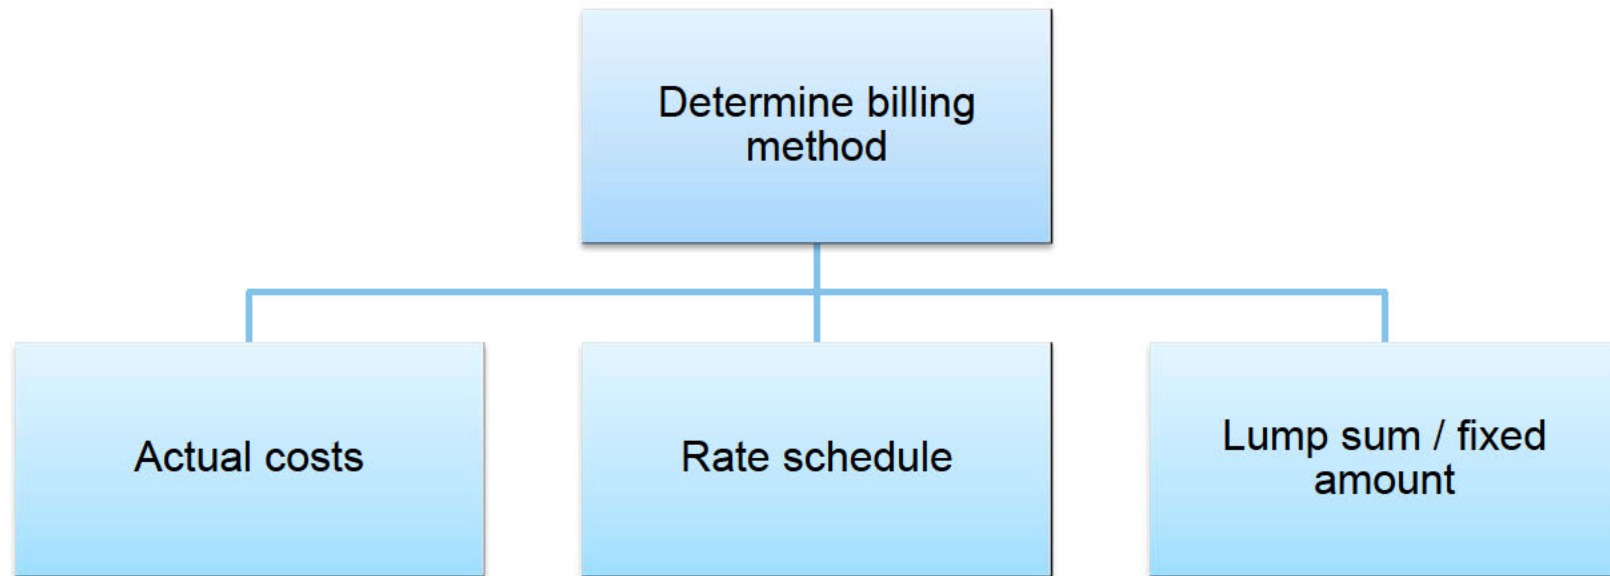 Determine billing
method
Actual costs
Rate schedule
Lump sum / fixed
amount